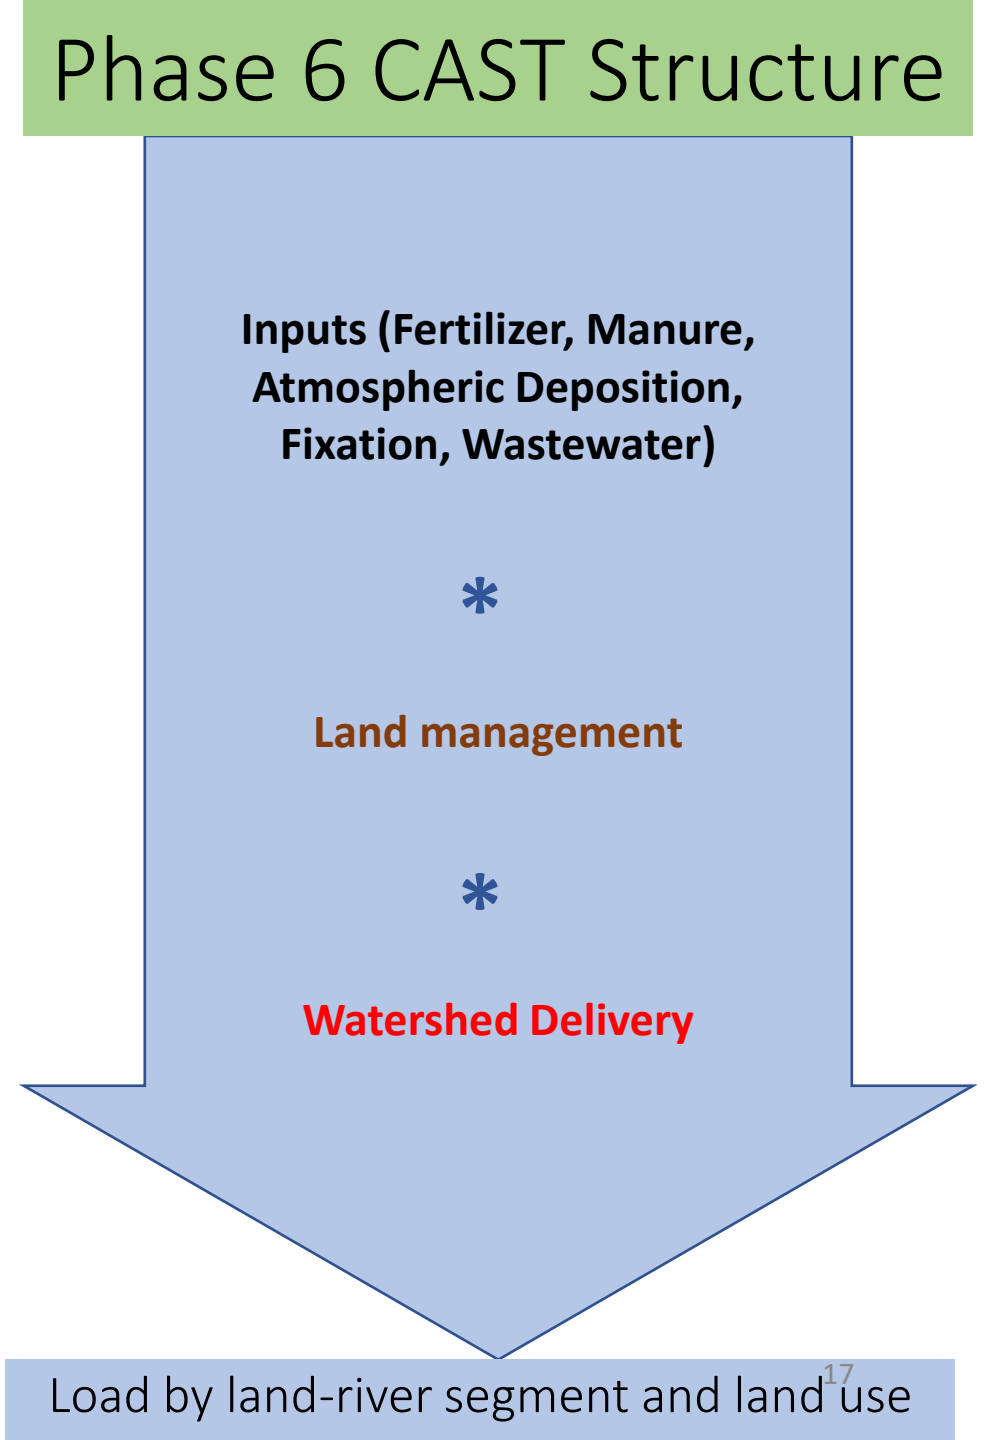 Phase 6 CAST Structure
Inputs (Fertilizer, Manure,
Atmospheric Deposition,
Fixation, Wastewater)
*
Land management
*
Watershed Delivery
17
Load by land-river segment and land use